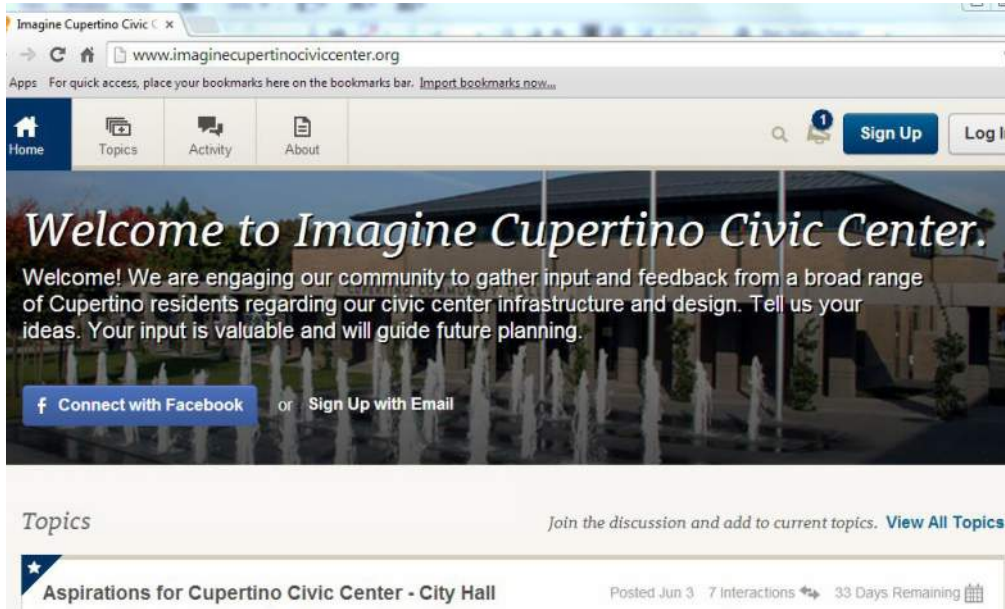 Imagine Cupertino Civic C ×
www.imaginecupertinociviccenter.org
Apps For quick access, place your bookmarks here on the bookmarks bar. Import bookmarks now...
Home Topics Activity About 1 Sign Up Log I
Welcome to Imagine Cupertino Civic Center.
Welcome! We are engaging our community to gather input and feedback from a broad range
of Cupertino residents regarding our civic center infrastructure and design. Tell us your
ideas. Your input is valuable and will guide future planning.
f Connect with Facebook or Sign Up with Email
Topics Join the discussion and add to current topics. View All Topics
Aspirations for Cupertino Civic Center - City Hall Posted Jun 3 7 Interactions 33 Days Remaining